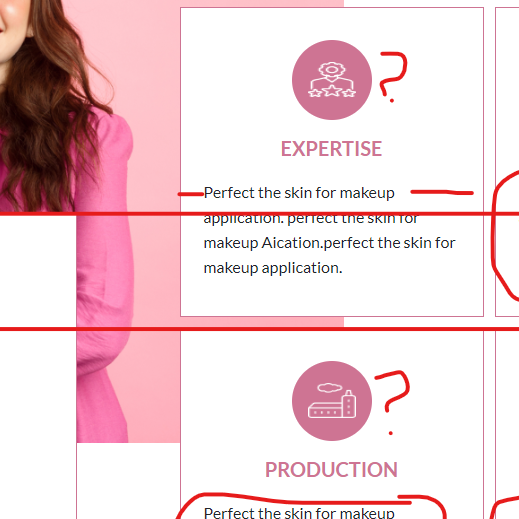 ?
EXPERTISE
Perfect the skin for makeup
application. perfect the skin for
makeup Aication.perfect the skin for
makeup application.
?
PRODUCTION
Perfect the skin for makeup